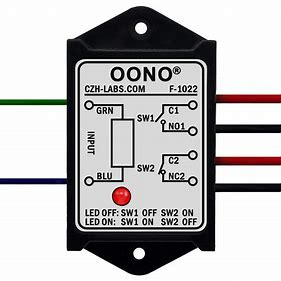 OONO®
CZH-LABS.COM F-1022
GRN C1
SW1
NO1
INPUT
C2
SW2
BLU NC2
LED OFF: SW1 OFF SW2 ON
LED ON: SW1 ON SW2 OFF